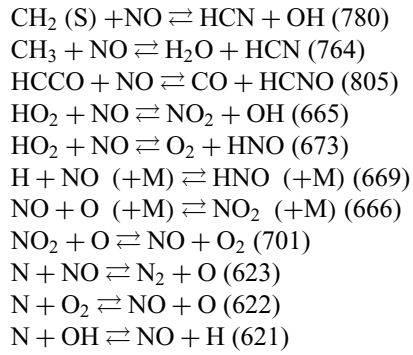 CH₂ (S) +NO ⇄ HCN + OH (780)
CH₃ + NO ⇄ H₂O + HCN (764)
HCCO + NO ⇄ CO + HCNO (805)
HO₂ + NO ⇄ NO₂ + OH (665)
HO₂ + NO ⇄ O₂ + HNO (673)
H + NO (+M) ⇄ HNO (+M) (669)
NO + O (+M) ⇄ NO₂ (+M) (666)
NO₂ + O ⇄ NO + O₂ (701)
N + NO ⇄ N₂ + O (623)
N + O₂ ⇄ NO + O (622)
N + OH ⇄ NO + H (621)